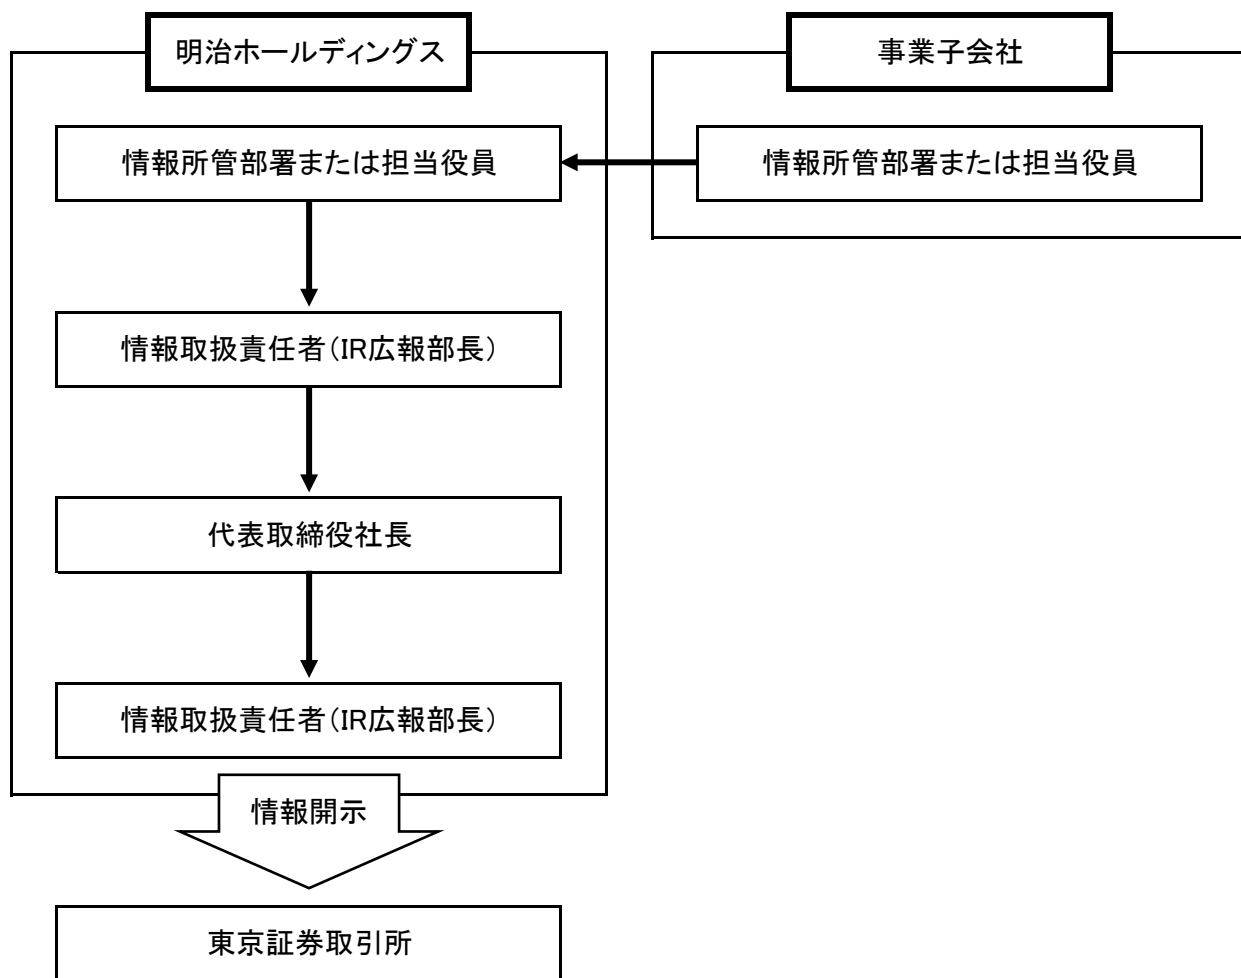 明治ホールディングス
事業子会社
情報所管部署または担当役員
情報所管部署または担当役員
情報取扱責任者(IR広報部長)
代表取締役社長
情報取扱責任者(IR広報部長)
情報開示
東京証券取引所